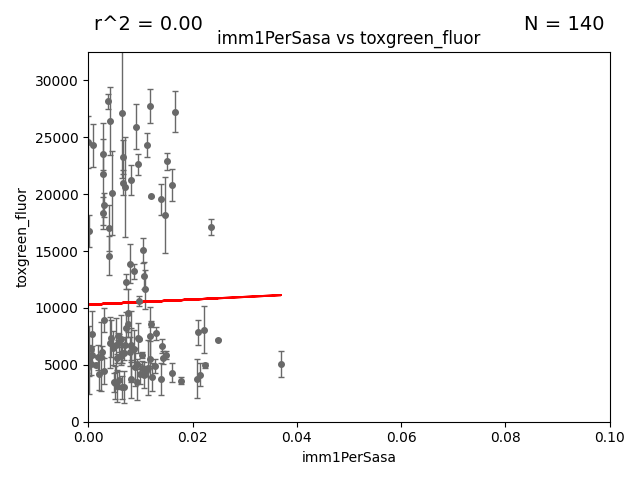 r^2 = 0.00
N = 140
imm1PerSasa vs toxgreen_fluor
30000
25000
20000
15000
10000
5000
0
toxgreen_fluor
0.00
0.02
0.04
0.06
0.08
0.10
imm1PerSasa